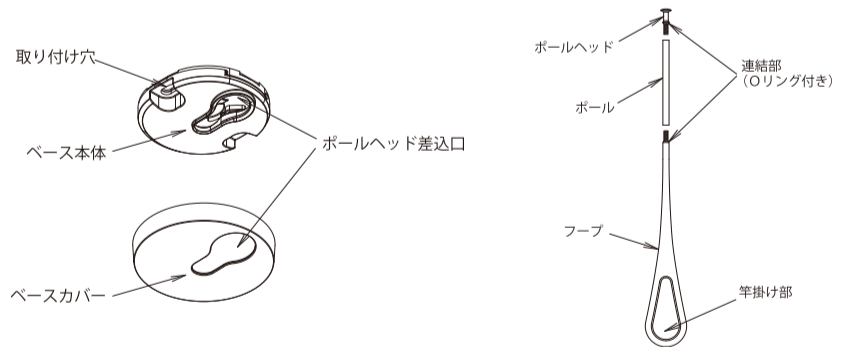 取り付け穴
ベース本体
ポールヘッド差込口
ベースカバー
ポールヘッド
連結部
(Oリング付き)
ポール
フープ
竿掛け部